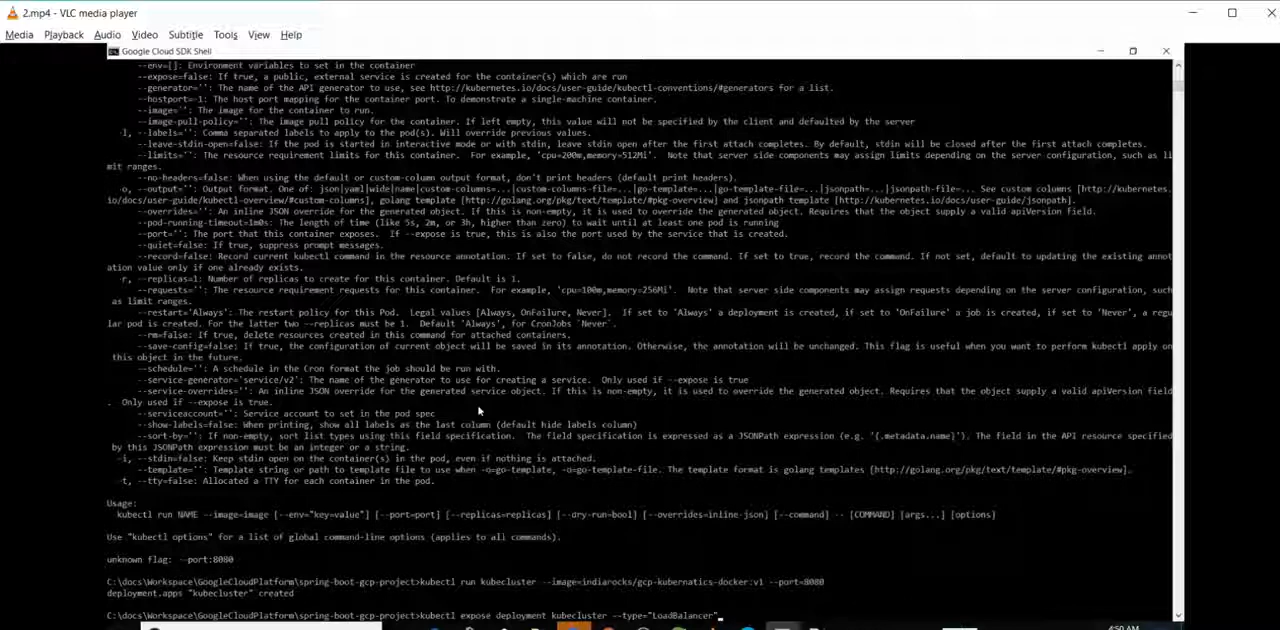 2.mp4 - VLC media player
Media Playback Audio Video Subtitle Tools View Help
Google Cloud SDK Shell
--env=[]: Environment variables to set in the container
--expose=false: If true, a public, external service is created for the container(s) which are run
--generator='': The name of the API generator to use, see http://kubernetes.io/docs/user-guide/kubectl-conventions/#generators for a list.
--hostport=-1: The host port mapping for the container port. To demonstrate a single-machine container.
--image='': The image for the container to run.
--image-pull-policy='': The image pull policy for the container. If left empty, this value will not be specified by the client and defaulted by the server
-l, --labels='': Comma separated labels to apply to the pod(s). Will override previous values.
--leave-stdin-open=false: If the pod is started in interactive mode or with stdin, leave stdin open after the first attach completes. By default, stdin will be closed after the first attach completes.
--limits='': The resource requirement limits for this container.  For example, 'cpu=200m,memory=512Mi'.  Note that server side components may assign limits depending on the server configuration, such as li
mit ranges.
--no-headers=false: When using the default or custom-column output format, don't print headers (default print headers).
-o, --output='': Output format. One of: json|yaml|wide|name|custom-columns=...|custom-columns-file=...|go-template=...|go-template-file=...|jsonpath=...|jsonpath-file=... See custom columns [http://kubernetes.
io/docs/user-guide/kubectl-overview/#custom-columns], golang template [http://golang.org/pkg/text/template/#pkg-overview] and jsonpath template [http://kubernetes.io/docs/user-guide/jsonpath].
--overrides='': An inline JSON override for the generated object. If this is non-empty, it is used to override the generated object. Requires that the object supply a valid apiVersion field.
--pod-running-timeout=1m0s: The length of time (like 5s, 2m, or 3h, higher than zero) to wait until at least one pod is running
--port='': The port that this container exposes.  If --expose is true, this is also the port used by the service that is created.
--quiet=false: If true, suppress prompt messages.
--record=false: Record current kubectl command in the resource annotation. If set to false, do not record the command. If set to true, record the command. If not set, default to updating the existing annot
ation value only if one already exists.
-r, --replicas=1: Number of replicas to create for this container. Default is 1.
--requests='': The resource requirement requests for this container.  For example, 'cpu=100m,memory=256Mi'.  Note that server side components may assign requests depending on the server configuration, such
as limit ranges.
--restart='Always': The restart policy for this Pod.  Legal values [Always, OnFailure, Never].  If set to 'Always' a deployment is created, if set to 'OnFailure' a job is created, if set to 'Never', a regu
lar pod is created. For the latter two --replicas must be 1.  Default 'Always', for CronJobs `Never`.
--rm=false: If true, delete resources created in this command for attached containers.
--save-config=false: If true, the configuration of current object will be saved in its annotation. Otherwise, the annotation will be unchanged. This flag is useful when you want to perform kubectl apply on
this object in the future.
--schedule='': A schedule in the Cron format the job should be run with.
--service-generator='service/v2': The name of the generator to use for creating a service.  Only used if --expose is true
--service-overrides='': An inline JSON override for the generated service object. If this is non-empty, it is used to override the generated object. Requires that the object supply a valid apiVersion field
.  Only used if --expose is true.
--serviceaccount='': Service account to set in the pod spec
--show-labels=false: When printing, show all labels as the last column (default hide labels column)
--sort-by='': If non-empty, sort list types using this field specification.  The field specification is expressed as a JSONPath expression (e.g. '{.metadata.name}'). The field in the API resource specified
by this JSONPath expression must be an integer or a string.
-i, --stdin=false: Keep stdin open on the container(s) in the pod, even if nothing is attached.
--template='': Template string or path to template file to use when -o=go-template, -o=go-template-file. The template format is golang templates [http://golang.org/pkg/text/template/#pkg-overview].
-t, --tty=false: Allocated a TTY for each container in the pod.
Usage:
kubectl run NAME --image=image [--env="key=value"] [--port=port] [--replicas=replicas] [--dry-run=bool] [--overrides=inline-json] [--command] -- [COMMAND] [args...] [options]
Use "kubectl options" for a list of global command-line options (applies to all commands).
unknown flag: --port:8080
C:\docs\Workspace\GoogleCloudPlatform\spring-boot-gcp-project>kubectl run kubecluster --image=indiarocks/gcp-kubernatics-docker:v1 --port=8080
deployment.apps "kubecluster" created
C:\docs\Workspace\GoogleCloudPlatform\spring-boot-gcp-project>kubectl expose deployment kubecluster --type="LoadBalancer"_
4:50 AM